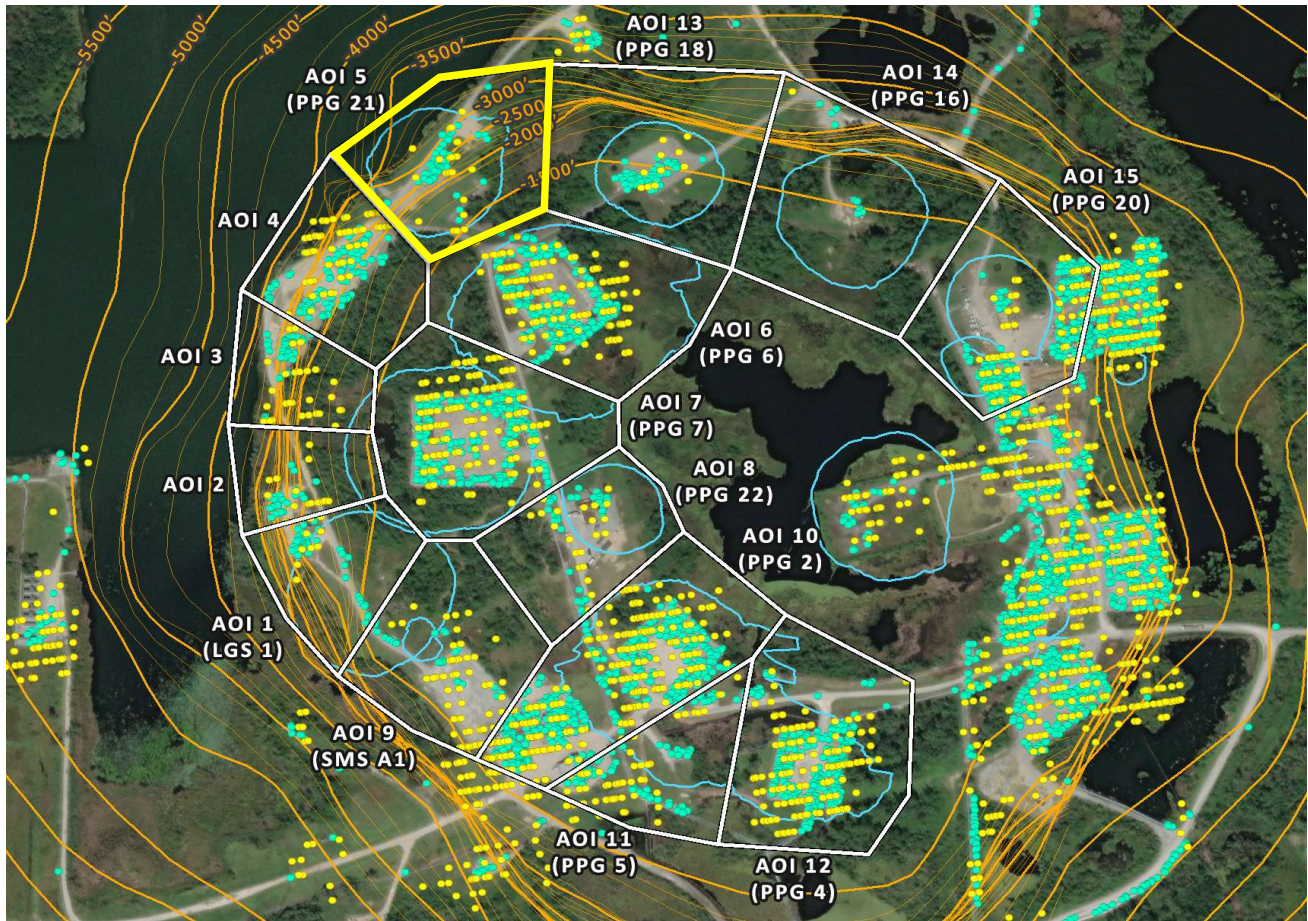 -5500'
-5000'
-4500'
-4000'
-3500'
-3000'
-2500'
-2000'
-1500'
AOI 13
(PPG 18)
AOI 14
(PPG 16)
AOI 5
(PPG 21)
AOI 15
(PPG 20)
AOI 4
AOI 6
(PPG 6)
AOI 3
AOI 7
(PPG 7)
AOI 8
(PPG 22)
AOI 2
AOI 10
(PPG 2)
AOI 1
(LGS 1)
AOI 9
(SMS A1)
AOI 11
(PPG 5)
AOI 12
(PPG 4)